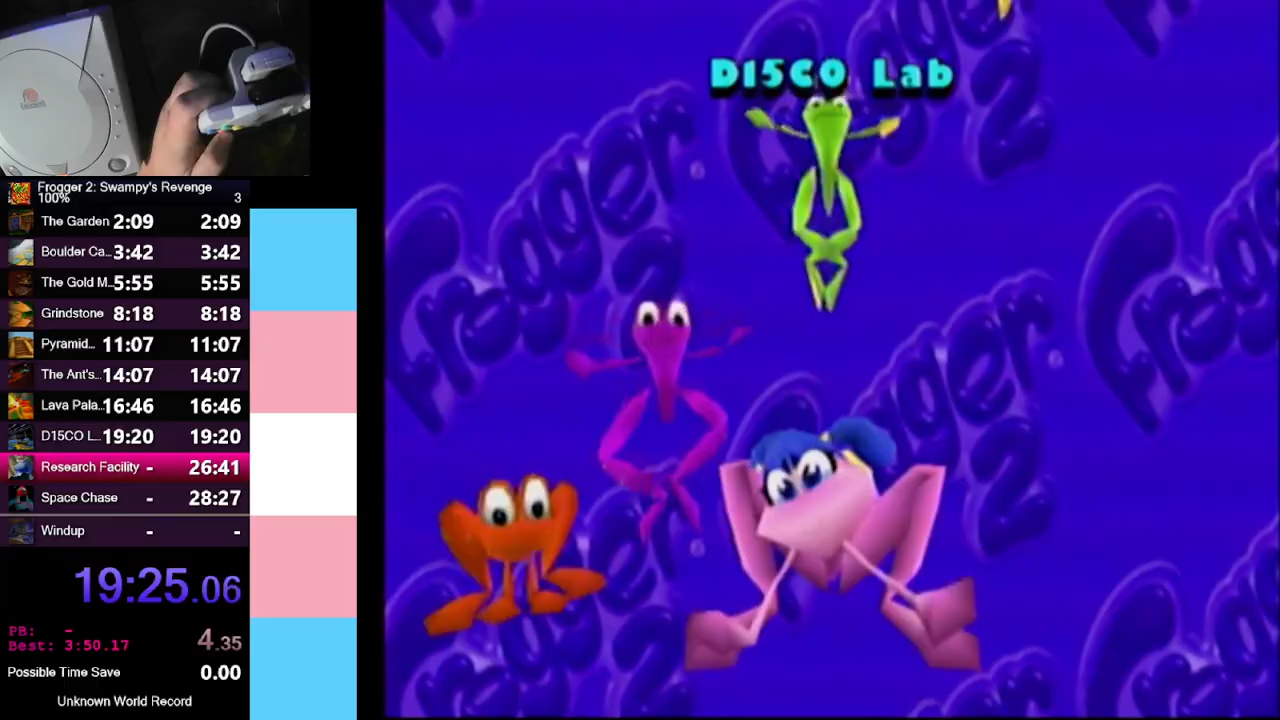 D15CO Lab
Frogger 2
Frogger 2: Swampy's Revenge
100% 3
The Garden 2:09 2:09
Boulder Ca... 3:42 3:42
The Gold M... 5:55 5:55
Grindstone 8:18 8:18
Pyramid... 11:07 11:07
The Ant's... 14:07 14:07
Lava Pala... 16:46 16:46
D15CO L... 19:20 19:20
Research Facility - 26:41
Space Chase - 28:27
Windup - -
19:25.06
PB: -
Best: 3:50.17
4.35
Possible Time Save 0.00
Unknown World Record